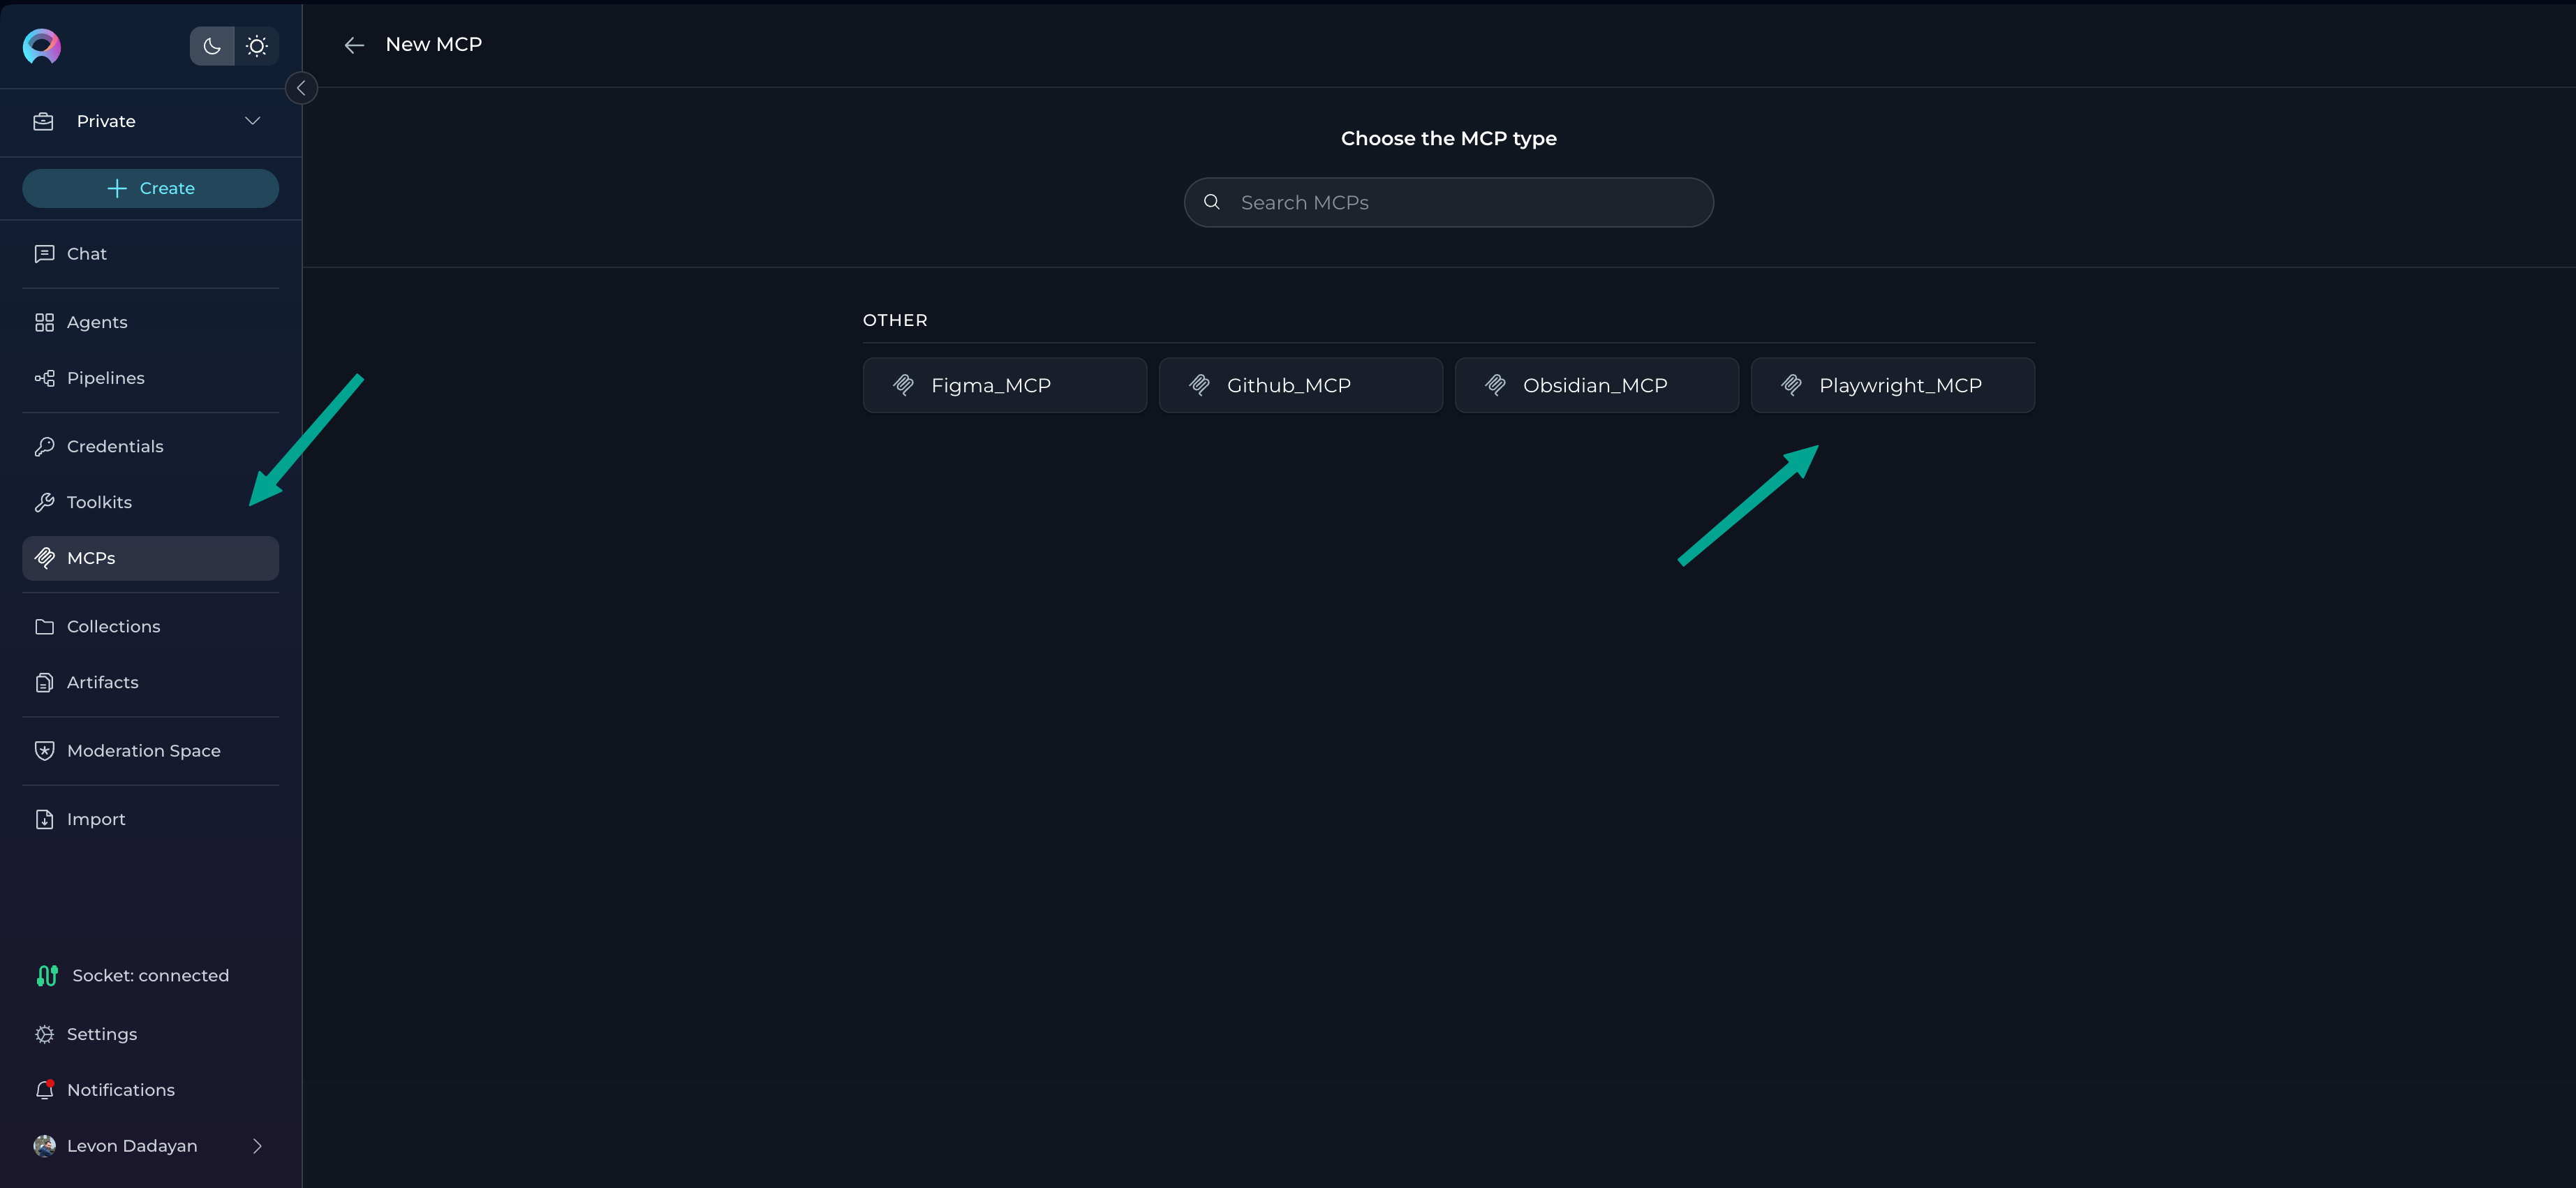 New MCP
Private
Create
Chat
Agents
Pipelines
Credentials
Toolkits
MCPs
Collections
Artifacts
Moderation Space
Import
Socket: connected
Settings
Notifications
Levon Dadayan
Choose the MCP type
Search MCPs
OTHER
Figma_MCP
Github_MCP
Obsidian_MCP
Playwright_MCP